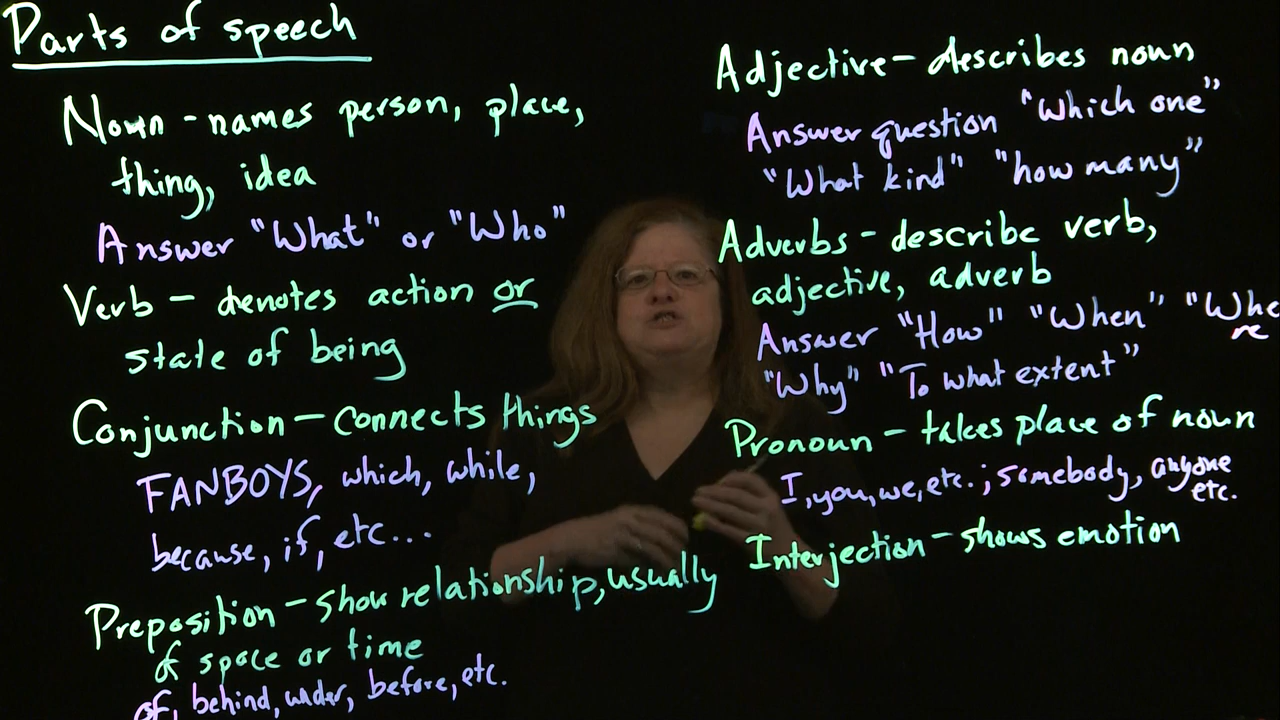 Parts of speech
Noun - names person, place,
thing, idea
Answer "What" or "Who"
Verb - denotes action or
state of being
Conjunction - connects things
FANBOYS, which, while,
because, if, etc...
Preposition - show relationship, usually
of space or time
of, behind, under, before, etc.
Adjective - describes noun
Answer question "Which one"
"What kind" "how many"
Adverbs - describe verb,
adjective, adverb
Answer "How" "When" "Whe
re
"Why" "To what extent"
Pronoun - takes place of noun
I, you, we, etc.; somebody, anyone
etc.
Interjection - shows emotion